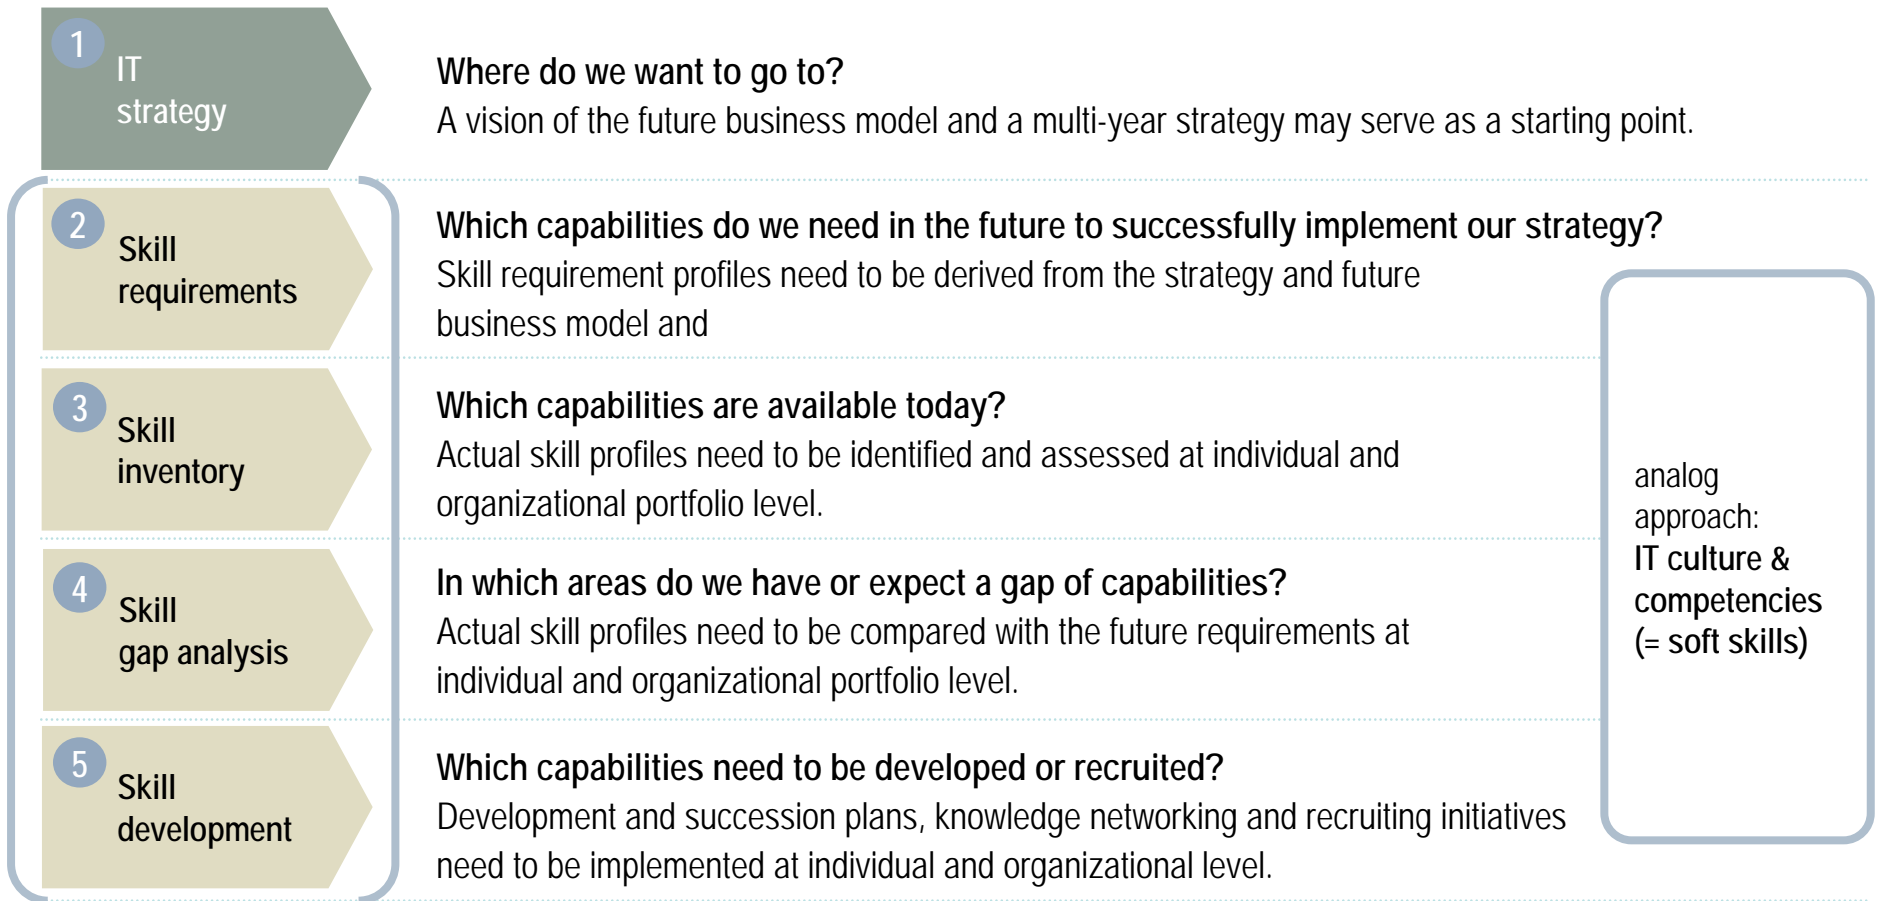 1
IT
strategy
Where do we want to go to?
A vision of the future business model and a multi-year strategy may serve as a starting point.
2
Skill
requirements
Which capabilities do we need in the future to successfully implement our strategy?
Skill requirement profiles need to be derived from the strategy and future
business model and
3
Skill
inventory
Which capabilities are available today?
Actual skill profiles need to be identified and assessed at individual and
organizational portfolio level.
4
Skill
gap analysis
In which areas do we have or expect a gap of capabilities?
Actual skill profiles need to be compared with the future requirements at
individual and organizational portfolio level.
5
Skill
development
Which capabilities need to be developed or recruited?
Development and succession plans, knowledge networking and recruiting initiatives
need to be implemented at individual and organizational level.
analog
approach:
IT culture &
competencies
(= soft skills)